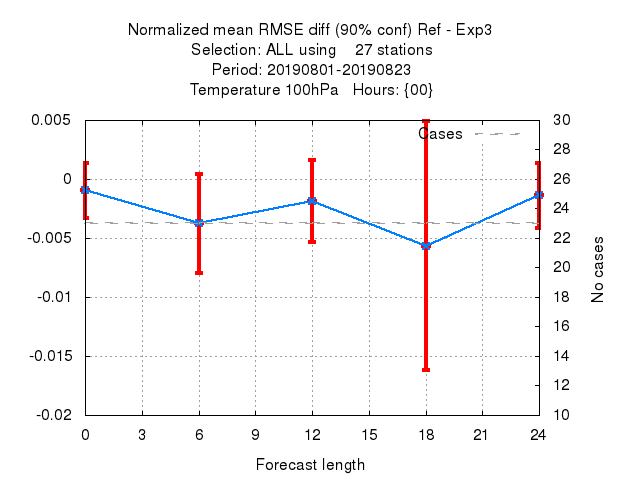 Normalized mean RMSE diff (90% conf) Ref - Exp3
Selection: ALL using    27 stations
Period: 20190801-20190823
Temperature 100hPa   Hours: {00}
0.005
0
-0.005
-0.01
-0.015
-0.02
Cases
30
28
26
24
22
20
18
16
14
12
10
No cases
0 3 6 9 12 15 18 21 24
Forecast length